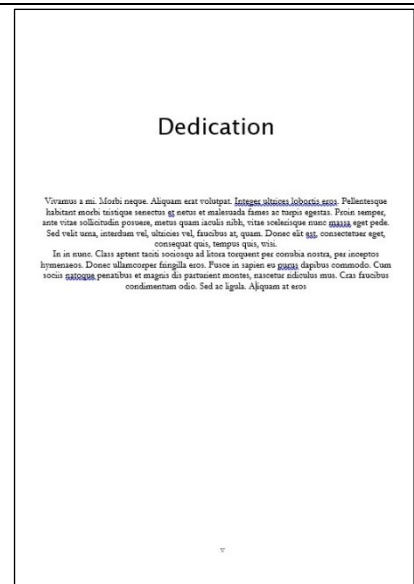 Dedication
Vivamus a mi. Morbi neque. Aliquam erat volutpat. Integer ultrices lobortis eros. Pellentesque
habitant morbi tristique senectus et netus et malesuada fames ac turpis egestas. Proin semper,
ante vitae sollicitudin posuere, metus quam iaculis nibh, vitae scelerisque nunc massa eget pede.
Sed velit urna, interdum vel, ultricies vel, faucibus at, quam. Donec elit est, consectetuer eget,
consequat quis, tempus quis, wisi.
In in nunc. Class aptent taciti sociosqu ad litora torquent per conubia nostra, per inceptos
hymenaeos. Donec ullamcorper fringilla eros. Fusce in sapien eu purus dapibus commodo. Cum
sociis natoque penatibus et magnis dis parturient montes, nascetur ridiculus mus. Cras faucibus
condimentum odio. Sed ac ligula. Aliquam at eros
v